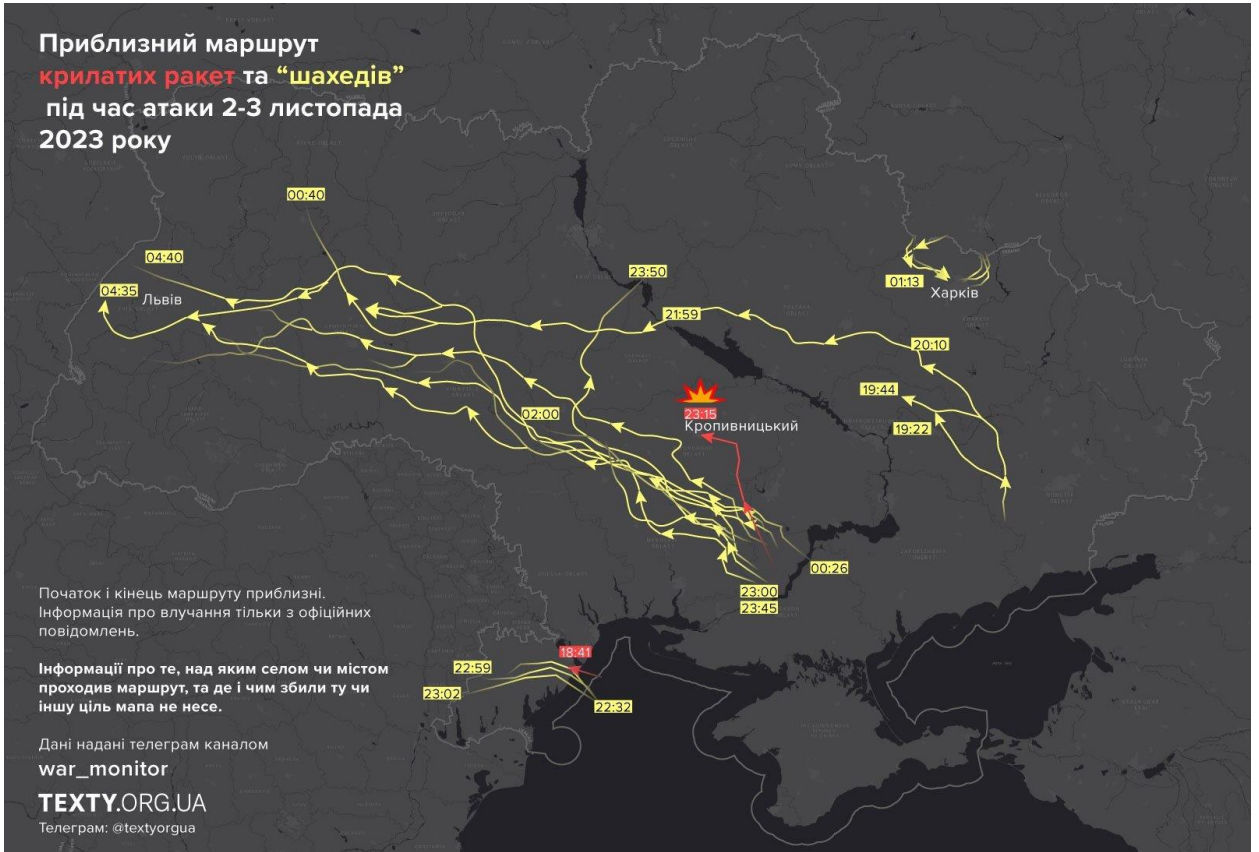 Приблизний маршрут
крилатих ракет та “шахедів”
під час атаки 2-3 листопада
2023 року
00:40
04:40
04:35
Львів
23:50
21:59
01:13
Харків
20:10
19:44
19:22
23:15
Кропивницький
02:00
00:26
23:00
23:45
18:41
22:59
23:02
22:32
Початок і кінець маршруту приблизні.
Інформація про влучання тільки з офіційних
повідомлень.
Інформації про те, над яким селом чи містом
проходив маршрут, та де і чим збили ту чи
іншу ціль мапа не несе.
Дані надані телеграм каналом
war_monitor
TEXTY.ORG.UA
Телеграм: @textyorgua